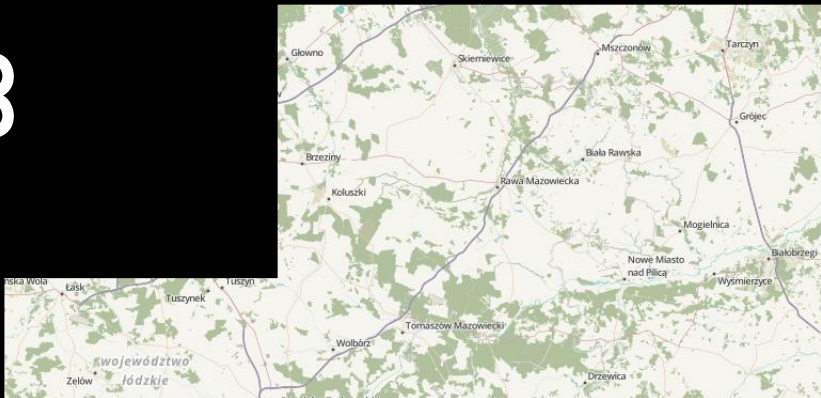 8
Głowno
Skierniewice
Mszczonów
Tarczyn
Grójec
Brzeziny
Biała Rawska
Rawa Mazowiecka
Koluszki
Mogielnica
Nowe Miasto
nad Pilicą
Białobrzegi
Wyśmierzyce
Łask
Tuszynek
Tuszyn
Tomaszów Mazowiecki
Wolbórz
województwo
łódzkie
Zelów
Drzewica